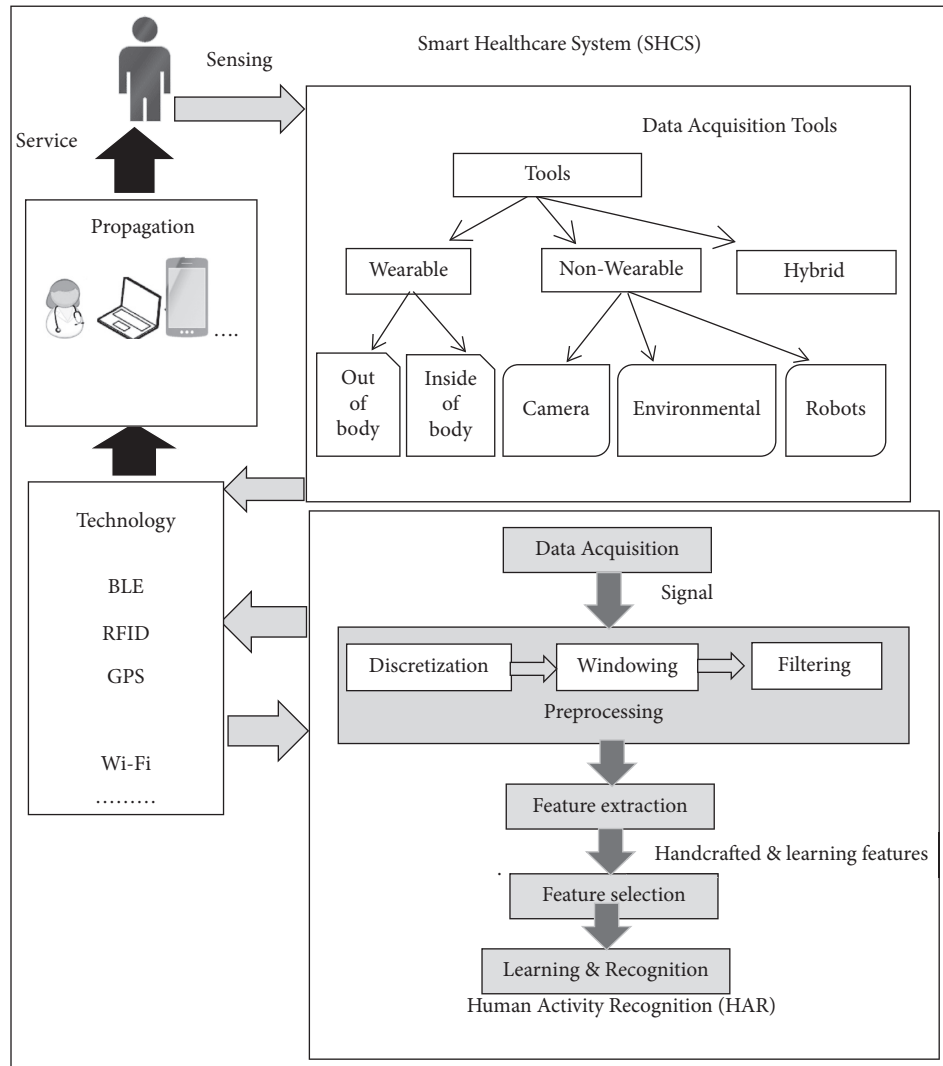 Smart Healthcare System (SHCS)
Sensing
Service
Data Acquisition Tools
Tools
Wearable
Non-Wearable
Hybrid
Out
of
body
Inside
of
body
Camera
Environmental
Robots
Propagation
....
Technology
BLE
RFID
GPS
Wi-Fi
.........
Data Acquisition
Signal
Discretization
Windowing
Filtering
Preprocessing
Feature extraction
Handcrafted & learning features
Feature selection
Learning & Recognition
Human Activity Recognition (HAR)